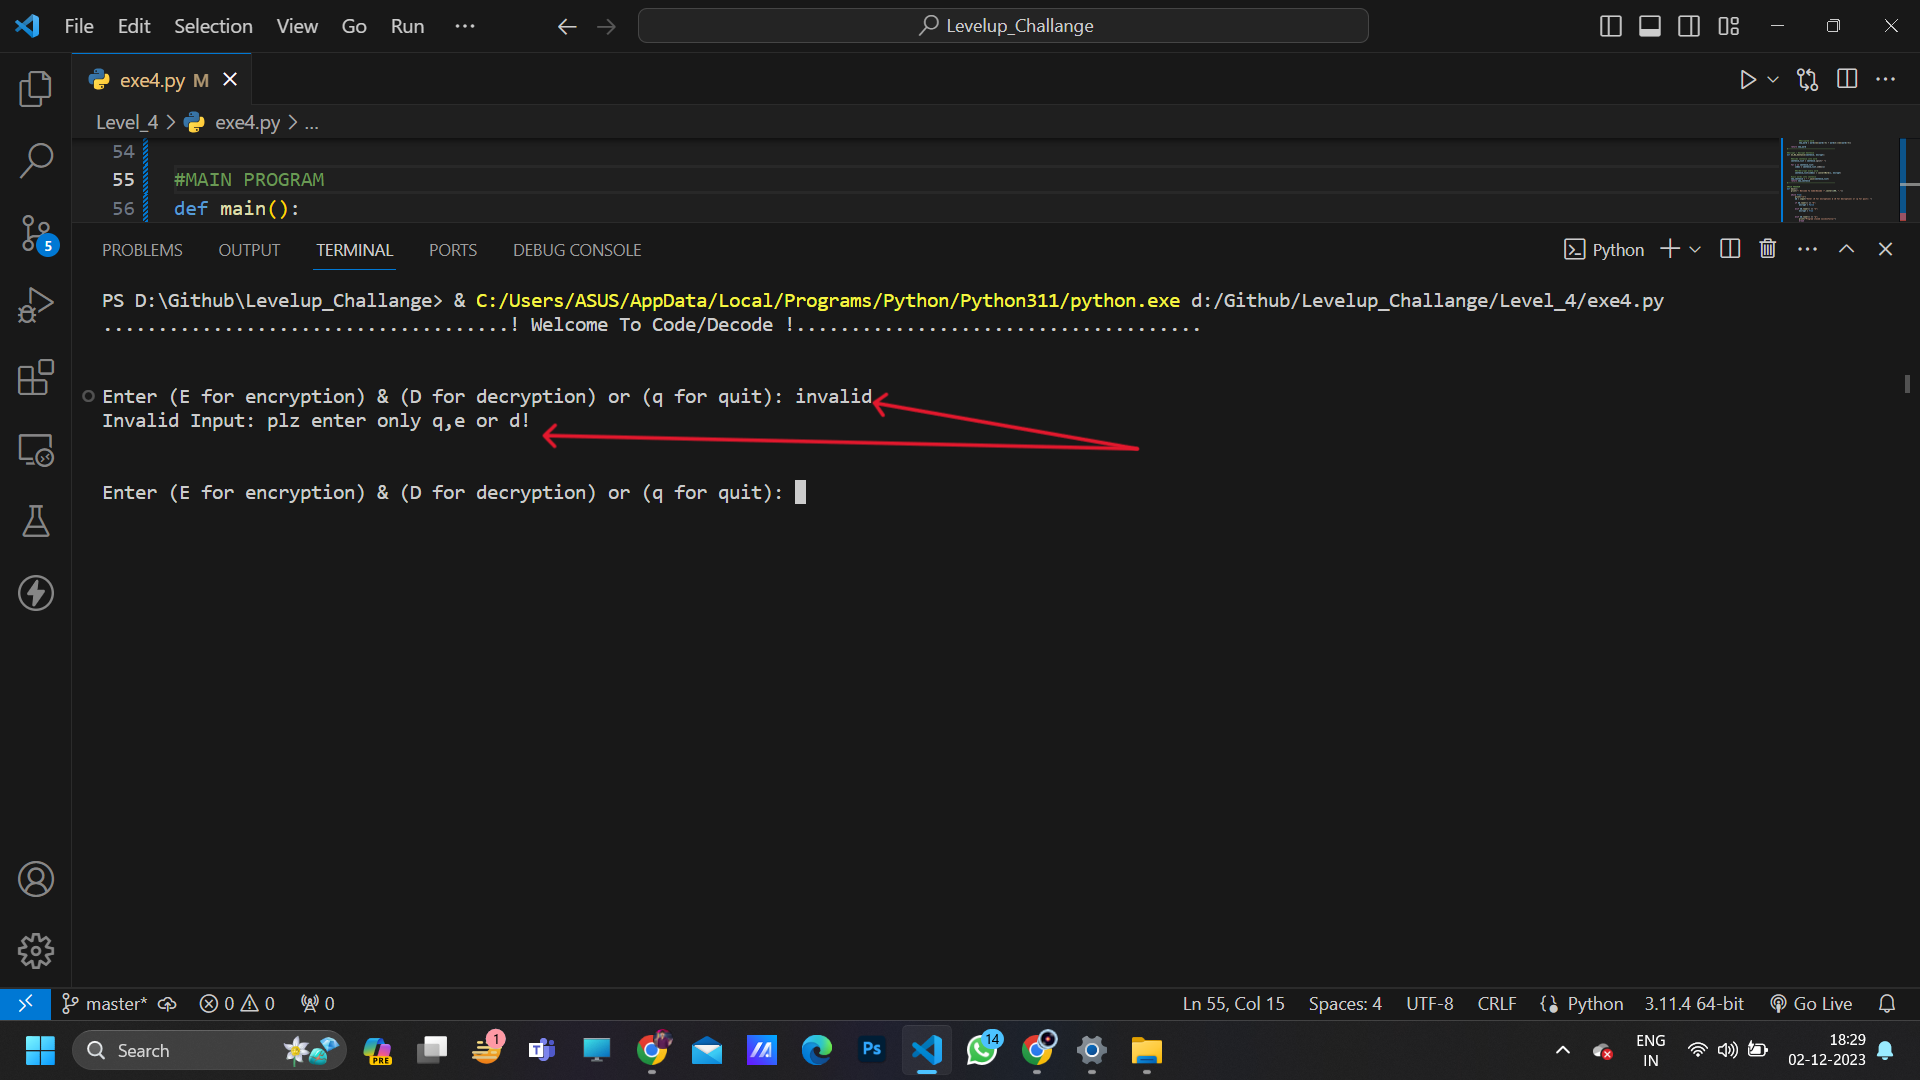 File Edit Selection View Go Run ...
Levelup_Challange
exe4.py M
Level_4 > exe4.py > ...
54
55 #MAIN PROGRAM
56 def main():
PROBLEMS OUTPUT TERMINAL PORTS DEBUG CONSOLE
Python
PS D:\Github\Levelup_Challange> & C:/Users/ASUS/AppData/Local/Programs/Python/Python311/python.exe d:/Github/Levelup_Challange/Level_4/exe4.py
.....................................! Welcome To Code/Decode !.....................................
Enter (E for encryption) & (D for decryption) or (q for quit): invalid
Invalid Input: plz enter only q,e or d!
Enter (E for encryption) & (D for decryption) or (q for quit):
5
master* 0 0 0
Ln 55, Col 15 Spaces: 4 UTF-8 CRLF Python 3.11.4 64-bit Go Live
Search
PRE
1
Ps
14
ENG
IN
18:29
02-12-2023